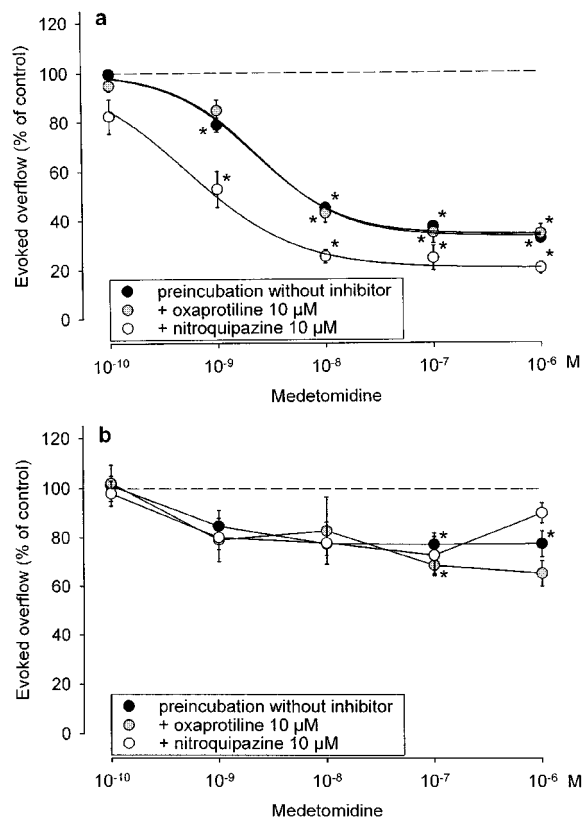 a
Evoked overflow (% of control)
120
100
80
60
40
20
0
* * * * * * * * * * *
preincubation without inhibitor
+ oxaprotiline 10 µM
+ nitroquipazine 10 µM
10⁻¹⁰ 10⁻⁹ 10⁻⁸ 10⁻⁷ 10⁻⁶ M
Medetomidine
b
Evoked overflow (% of control)
120
100
80
60
40
20
0
* * *
preincubation without inhibitor
+ oxaprotiline 10 µM
+ nitroquipazine 10 µM
10⁻¹⁰ 10⁻⁹ 10⁻⁸ 10⁻⁷ 10⁻⁶ M
Medetomidine